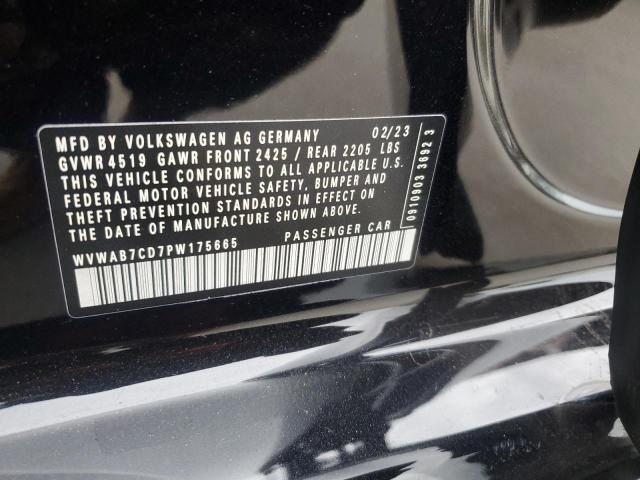 MFD BY VOLKSWAGEN AG GERMANY 02/23
GVWR 4519 GAWR FRONT 2425 / REAR 2205 LBS
THIS VEHICLE CONFORMS TO ALL APPLICABLE U.S.
FEDERAL MOTOR VEHICLE SAFETY, BUMPER AND
THEFT PREVENTION STANDARDS IN EFFECT ON
THE DATE OF MANUFACTURE SHOWN ABOVE.
WVWAB7CD7PW175665 PASSENGER CAR
0910903 3692 3